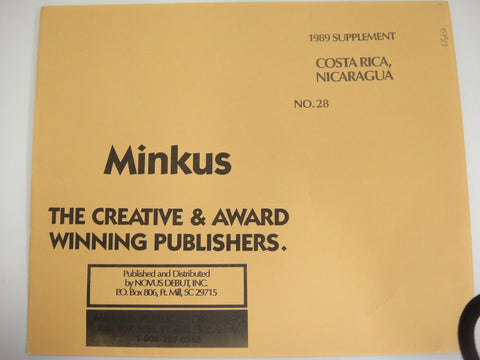 1989 SUPPLEMENT
COSTA RICA,
NICARAGUA
NO. 28
Minkus
THE CREATIVE & AWARD
WINNING PUBLISHERS.
Published and Distributed
by NOVUS DEBUT, INC.
P.O. Box 806, Ft. Mill, SC 29715